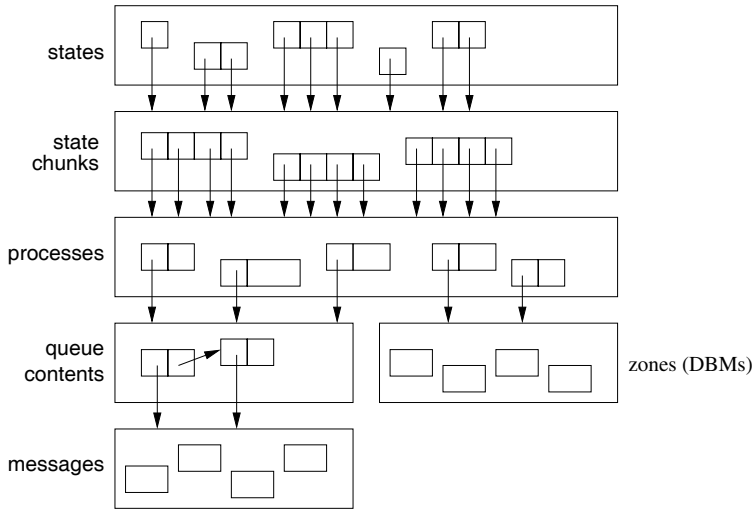 states
state
chunks
processes
queue
contents
zones (DBMs)
messages